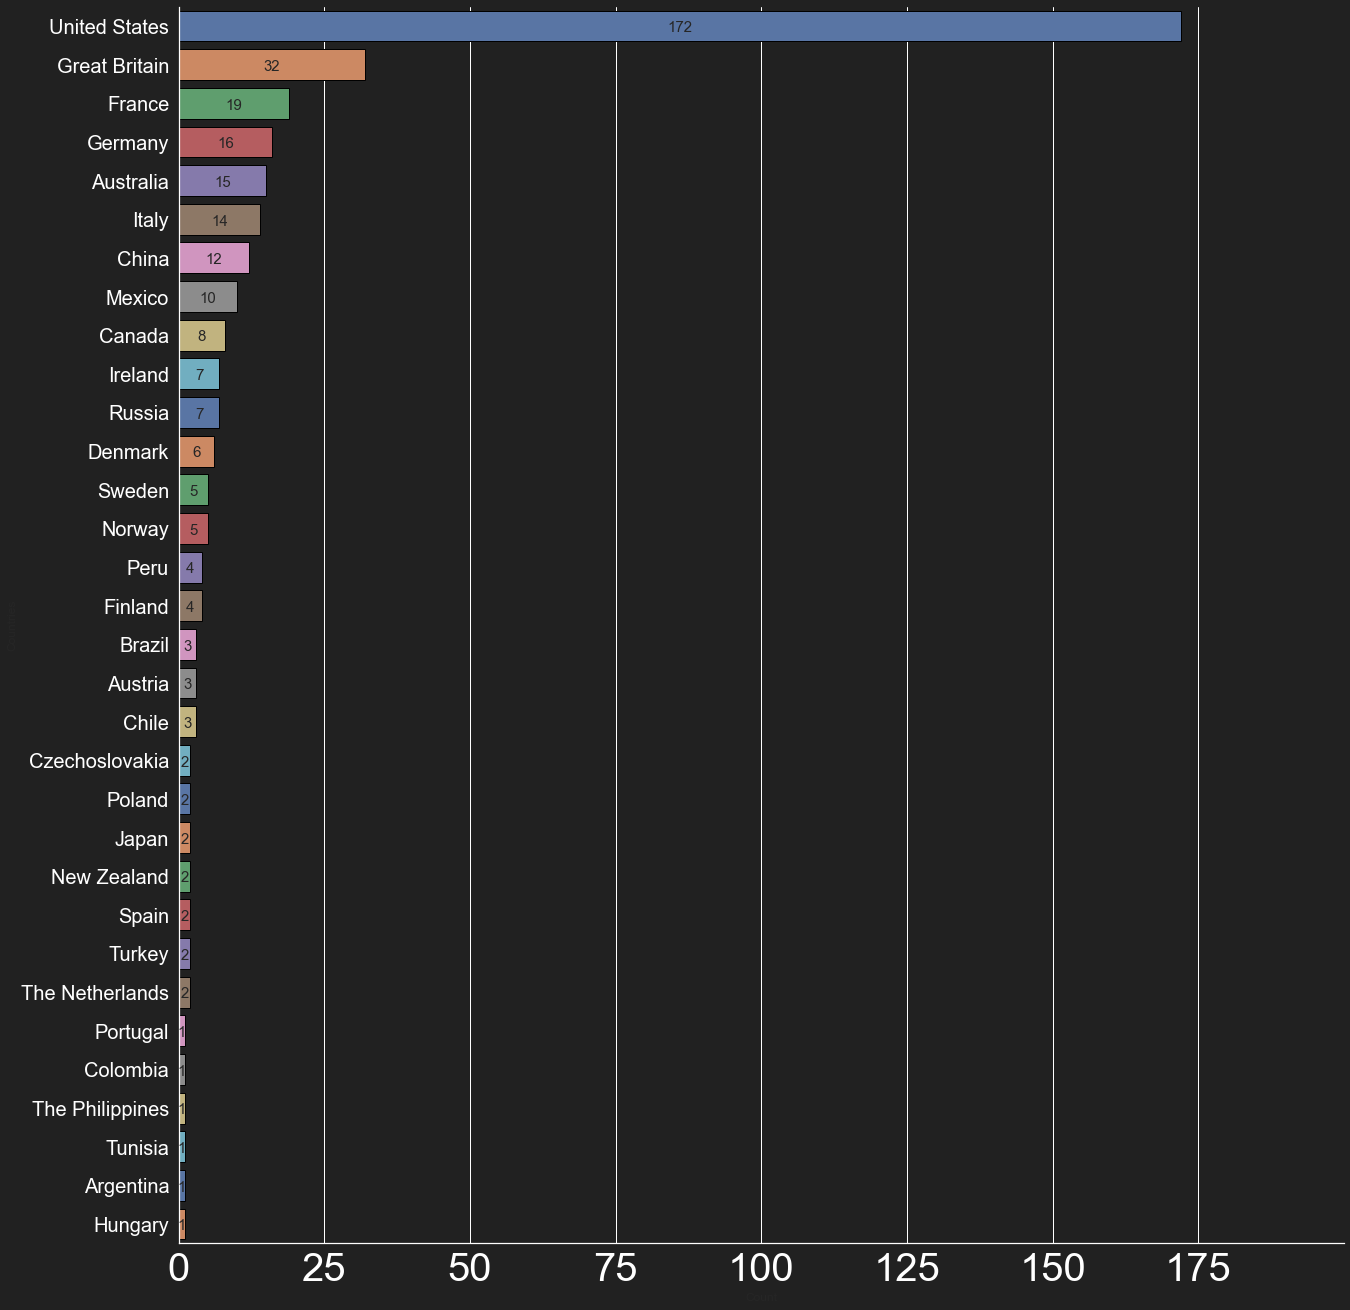 United States 172
Great Britain 32
France 19
Germany 16
Australia 15
Italy 14
China 12
Mexico 10
Canada 8
Ireland 7
Russia 7
Denmark 6
Sweden 5
Norway 5
Peru 4
Finland 4
Brazil 3
Austria 3
Chile 3
Czechoslovakia 2
Poland 2
Japan 2
New Zealand 2
Spain 2
Turkey 2
The Netherlands 2
Portugal 1
Colombia 1
The Philippines 1
Tunisia 1
Argentina 1
Hungary 1
0 25 50 75 100 125 150 175